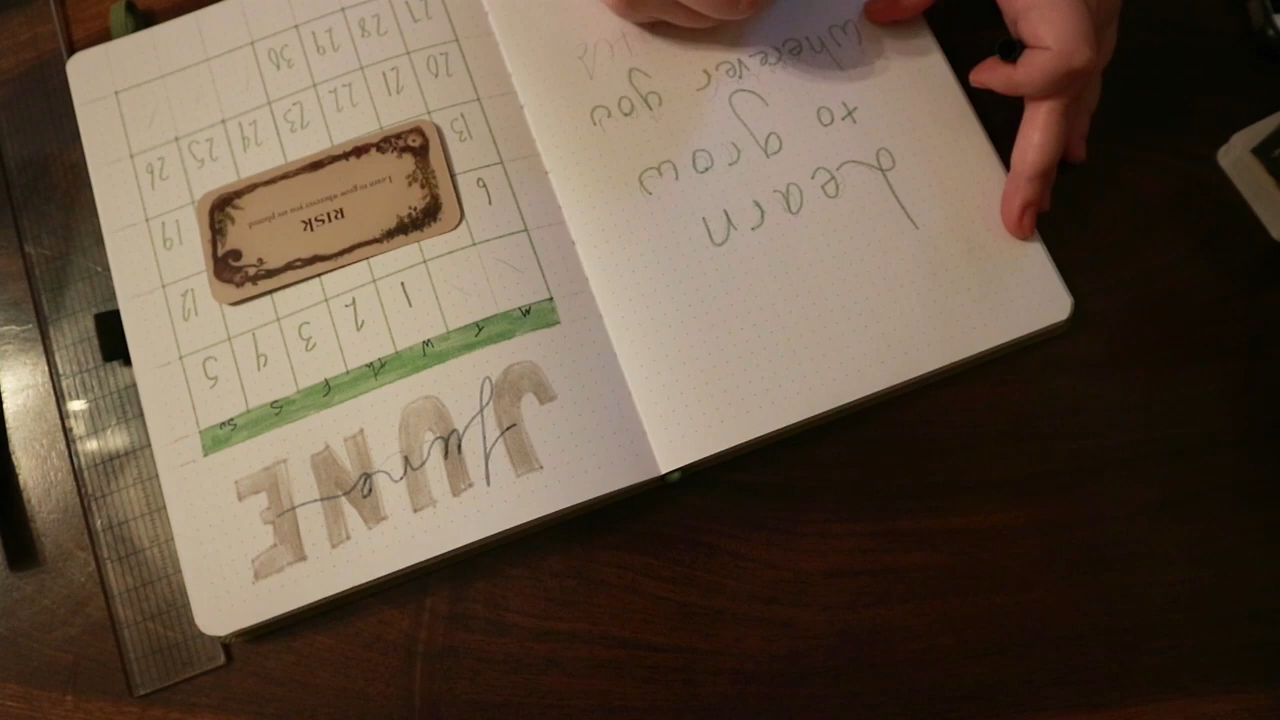 Learn
to grow
wherever you
JUNE
June
M T W Th F S Su
1 2 3 4 5
6 12
13 19
20 21 22 23 24 25 26
27 28 29 30
RISK
Learn to grow wherever you are planted